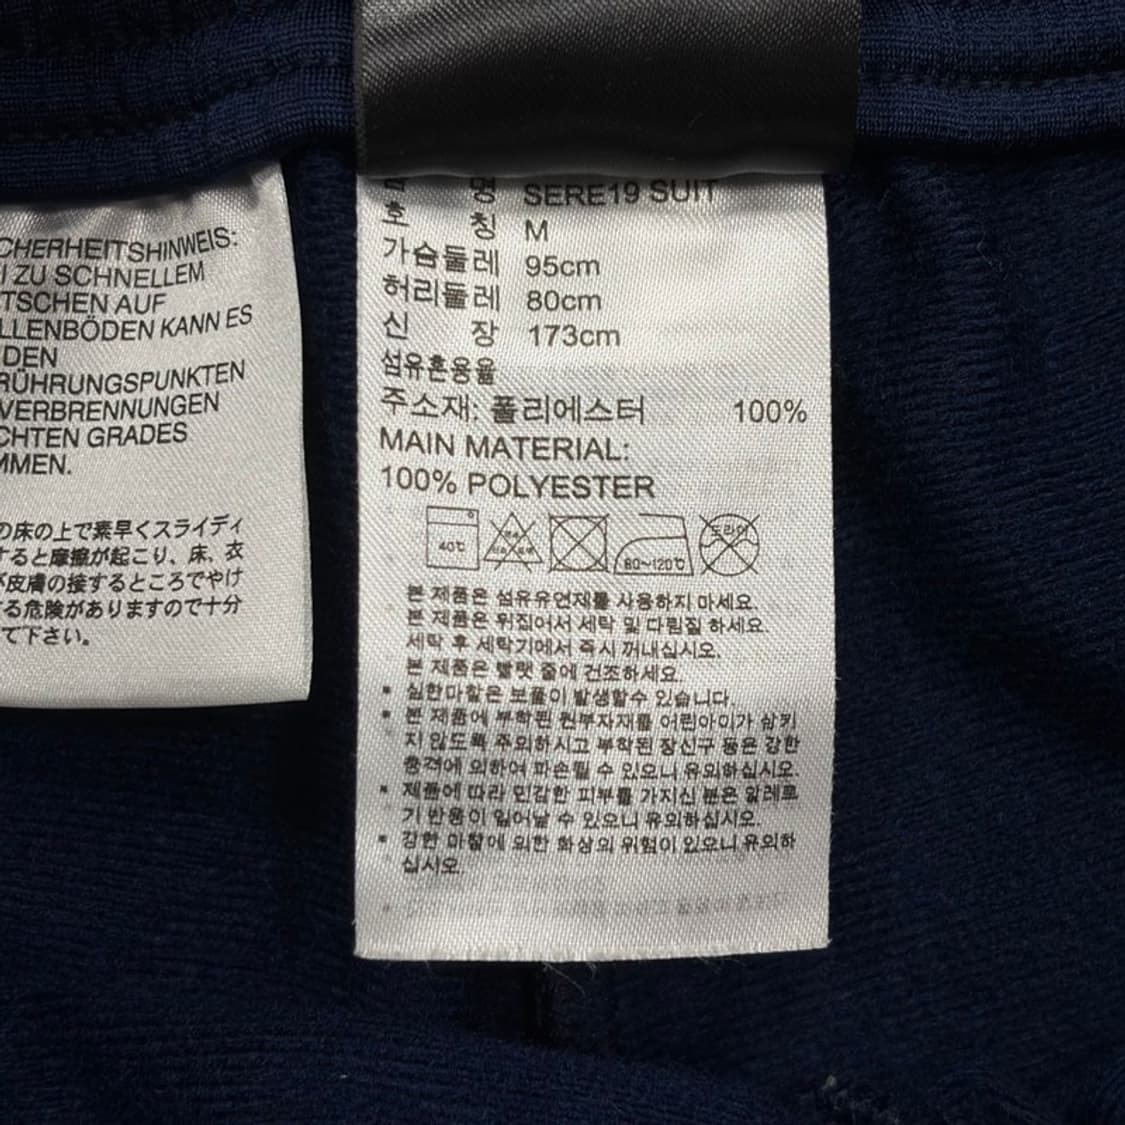 CHERHEITSHINWEIS:
I ZU SCHNELLEM
TSCHEN AUF
LLENBÖDEN KANN ES
DEN
RÜHRUNGSPUNKTEN
VERBRENNUNGEN
CHTEN GRADES
MMEN.
の床の上で素早くスライディ
すると摩擦が起こり、床、衣
皮膚の接するところでやけ
る危険がありますので十分
て下さい。
명 SERE19 SUIT
호 칭 M
가슴둘레 95cm
허리둘레 80cm
신 장 173cm
섬유혼용율
주소재: 폴리에스터 100%
MAIN MATERIAL:
100% POLYESTER
40℃ 80~120℃ 드라이
본 제품은 섬유유연제를 사용하지 마세요.
본 제품은 뒤집어서 세탁 및 다림질 하세요.
세탁 후 세탁기에서 즉시 꺼내십시오.
본 제품은 빨랫 줄에 건조하세요.
▪ 심한마찰은 보풀이 발생할수 있습니다.
▪ 본 제품에 부착된 원부자재를 어린아이가 삼키
지 않도록 주의하시고 부착된 장신구 등은 강한
충격에 의하여 파손될 수 있으니 유의하십시오.
▪ 제품에 따라 민감한 피부를 가지신 분은 알레르
기 반응이 일어날 수 있으니 유의하십시오.
▪ 강한 마찰에 의한 화상의 위험이 있으니 유의하
십시오.